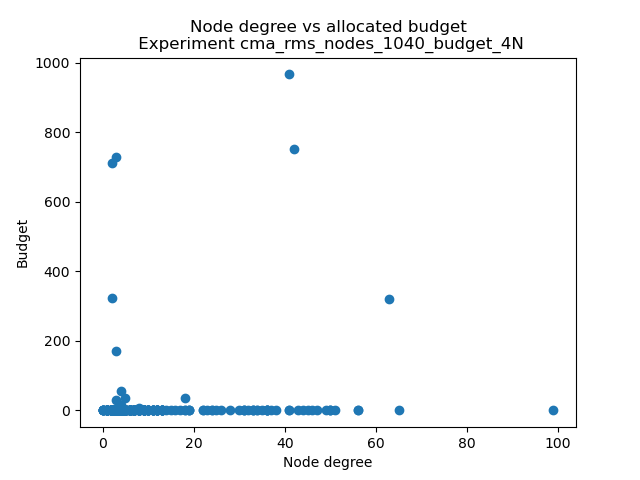 Node degree vs allocated budget
Experiment cma_rms_nodes_1040_budget_4N
1000
800
600
400
200
0
Budget
0 20 40 60 80 100
Node degree